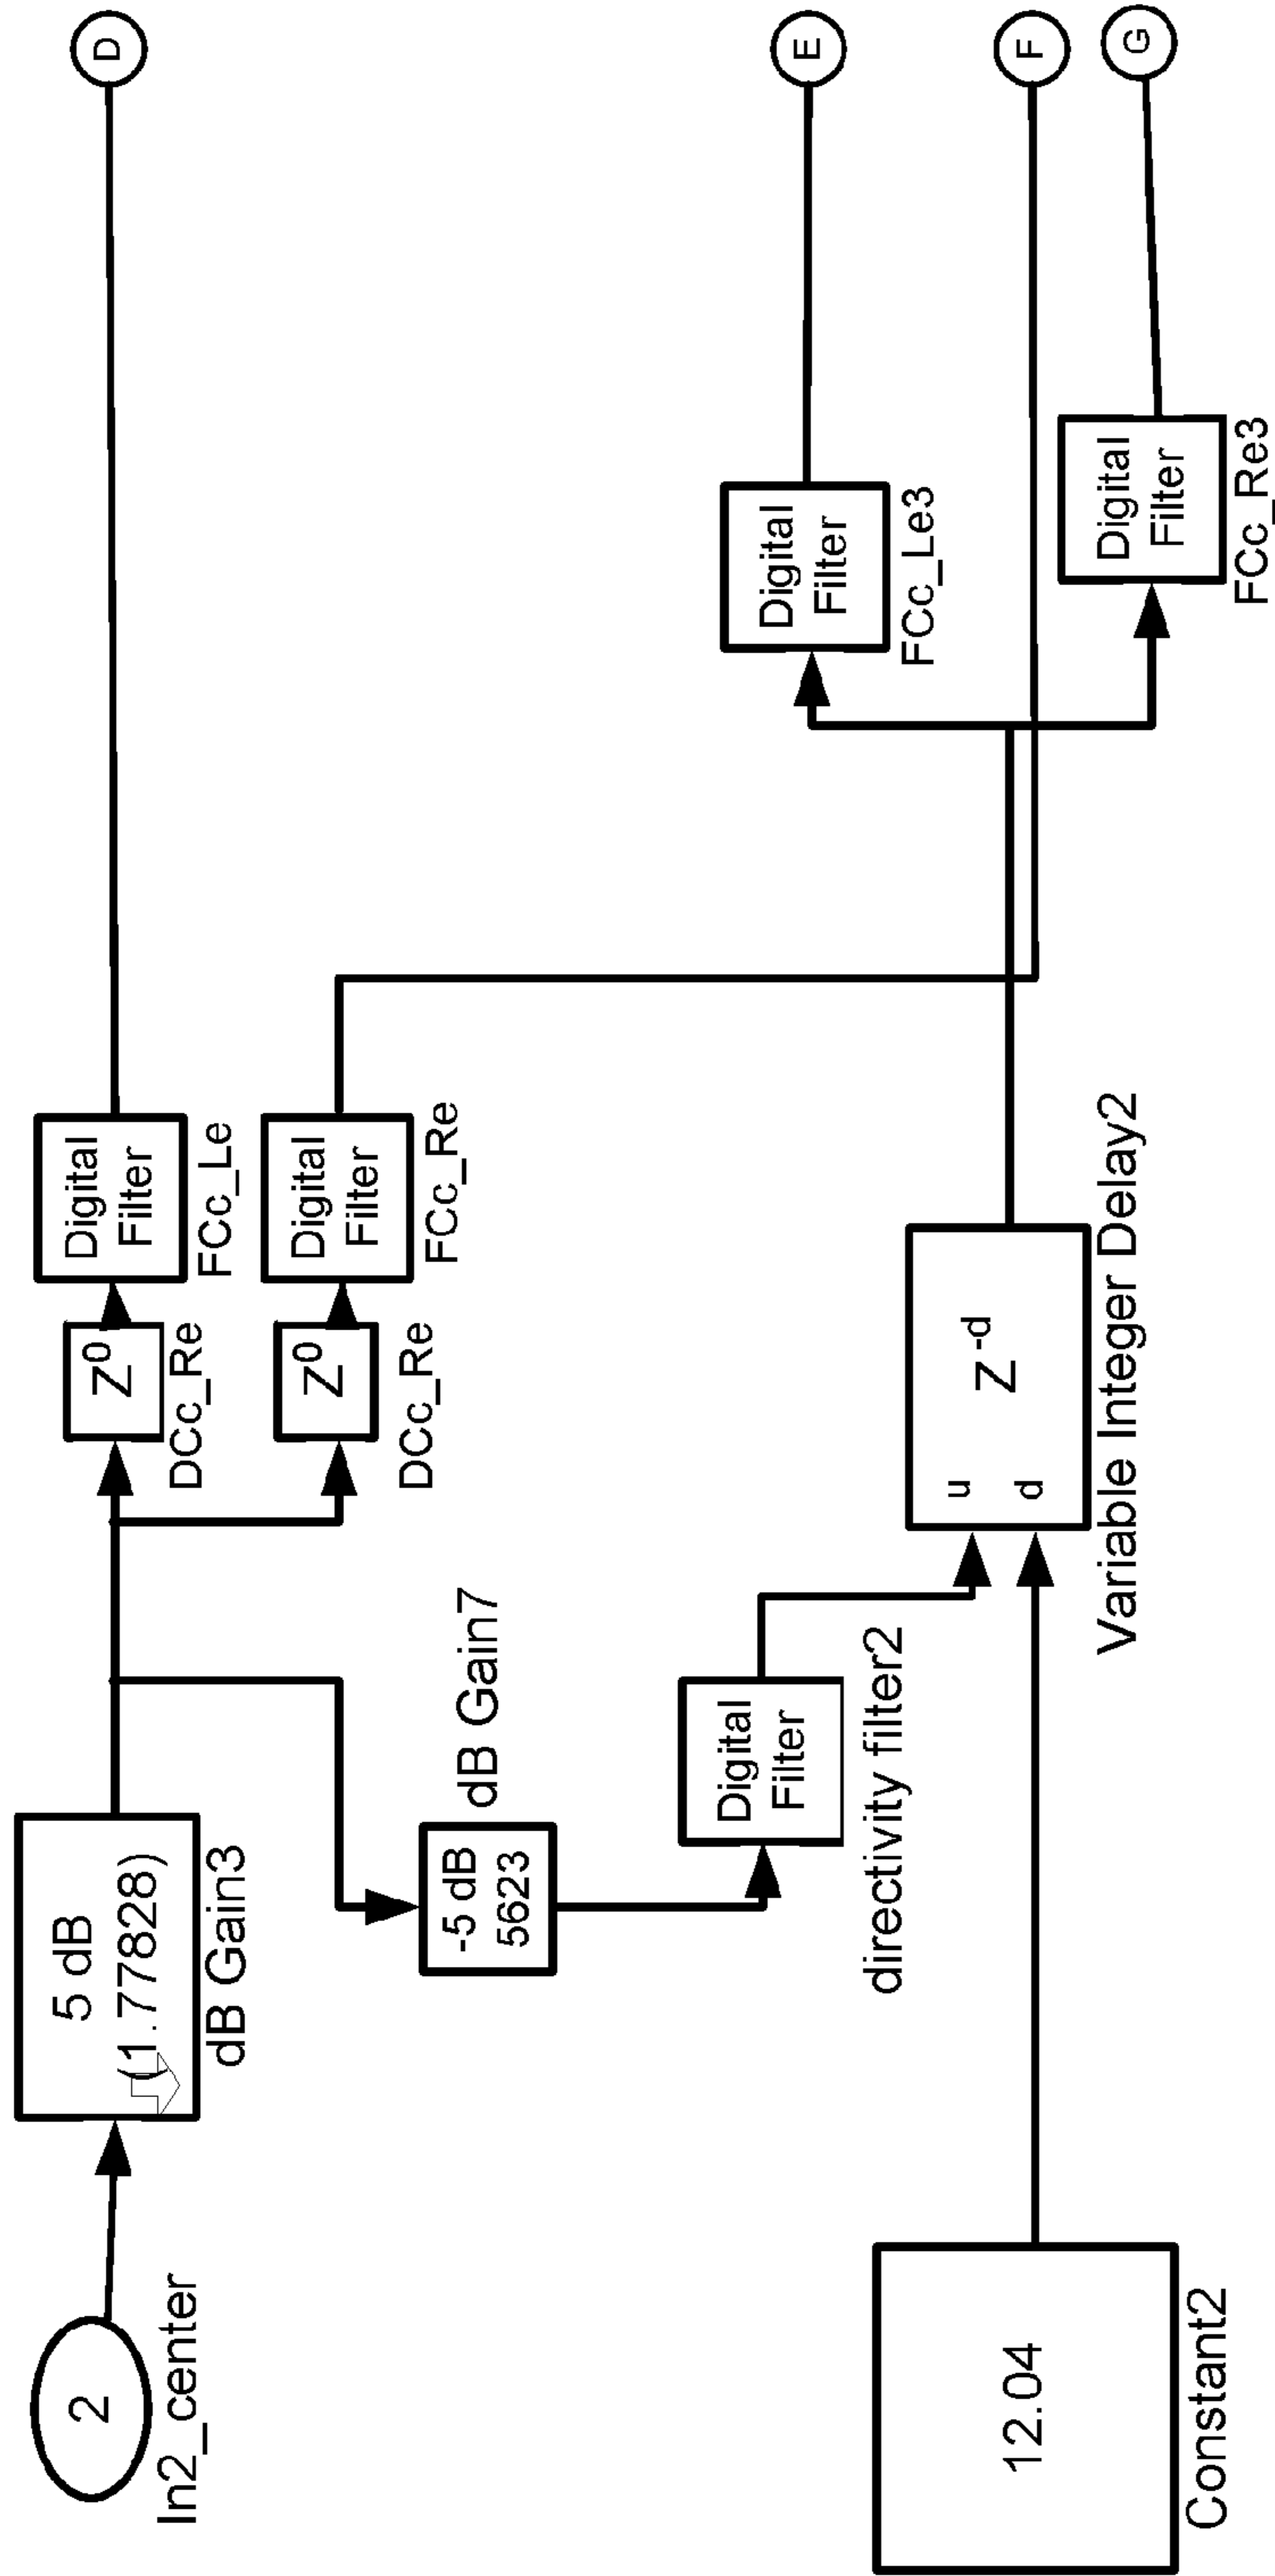 2
In2_center
5 dB
(1.77828)
dB Gain3
Z0
DCc_Re
Digital
Filter
FCc_Le
D
Z0
DCc_Re
Digital
Filter
FCc_Re
-5 dB
5623
dB Gain7
Digital
Filter
directivity filter2
12.04
Constant2
u
d
Z-d
Variable Integer Delay2
Digital
Filter
FCc_Le3
E
F
Digital
Filter
FCc_Re3
G